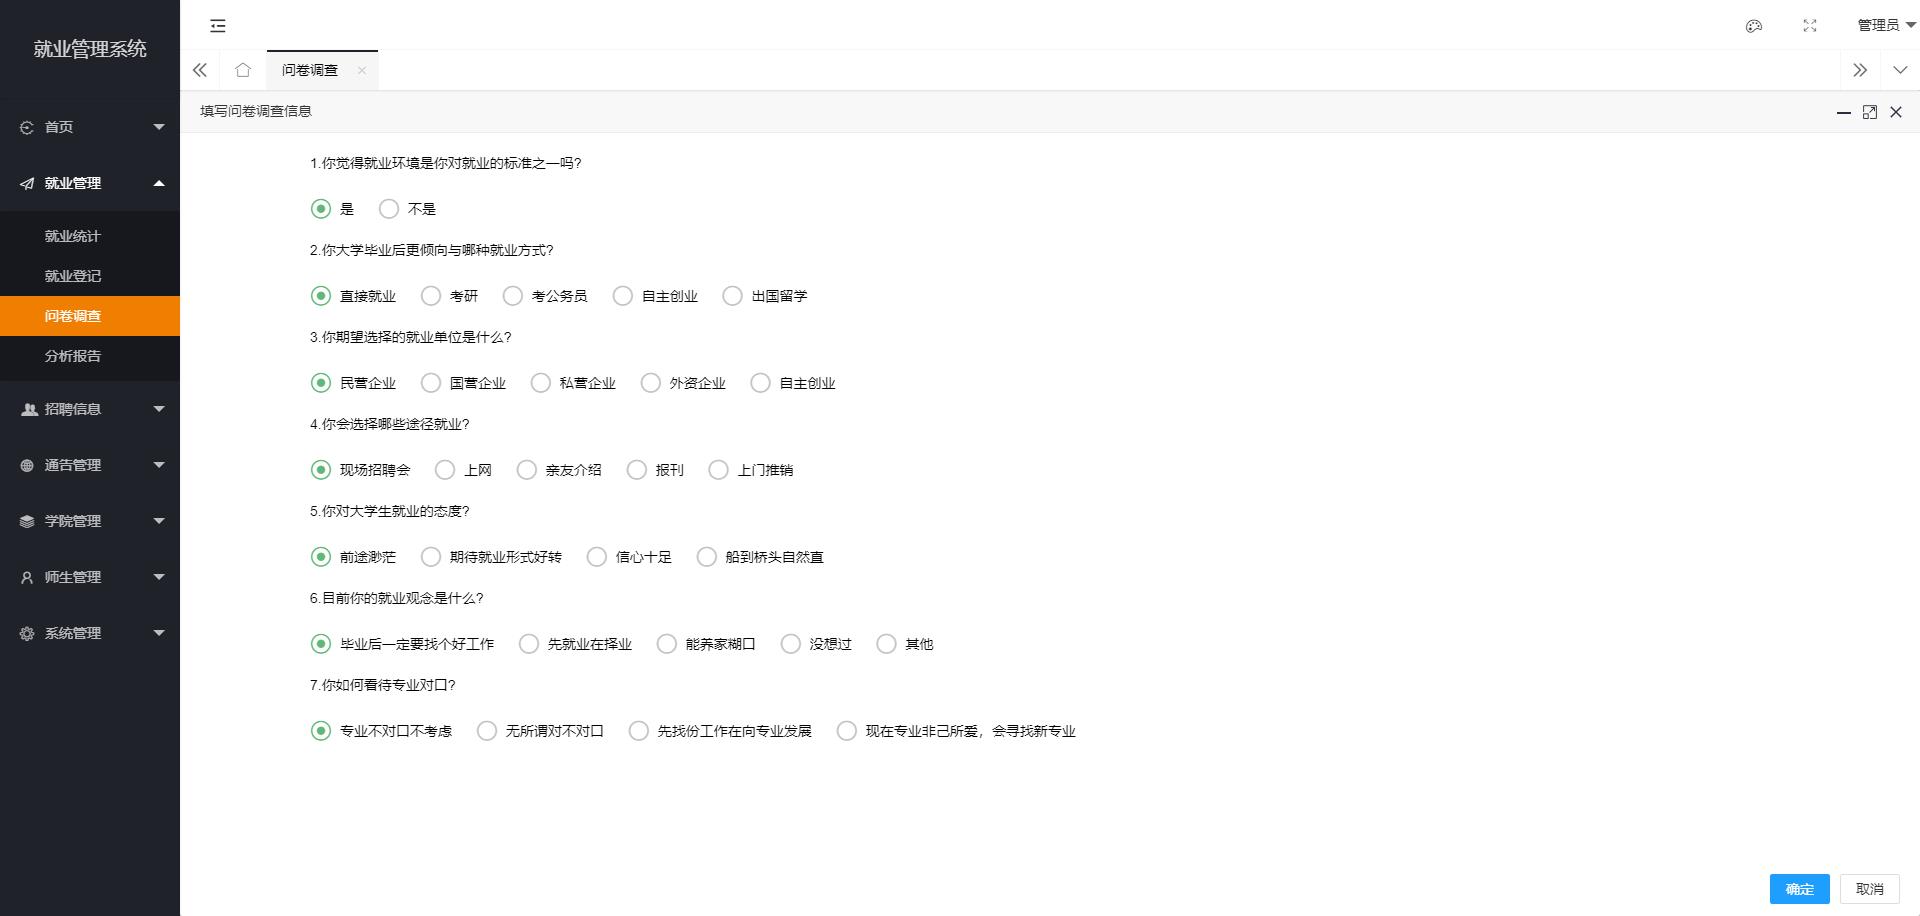 就业管理系统
管理员
问卷调查
填写问卷调查信息
首页
就业管理
就业统计
就业登记
问卷调查
分析报告
招聘信息
通告管理
学院管理
师生管理
系统管理
1.你觉得就业环境是你对就业的标准之一吗?
是 不是
2.你大学毕业后更倾向与哪种就业方式?
直接就业 考研 考公务员 自主创业 出国留学
3.你期望选择的就业单位是什么?
民营企业 国营企业 私营企业 外资企业 自主创业
4.你会选择哪些途径就业?
现场招聘会 上网 亲友介绍 报刊 上门推销
5.你对大学生就业的态度?
前途渺茫 期待就业形式好转 信心十足 船到桥头自然直
6.目前你的就业观念是什么?
毕业后一定要找个好工作 先就业在择业 能养家糊口 没想过 其他
7.你如何看待专业对口?
专业不对口不考虑 无所谓对不对口 先找份工作在向专业发展 现在专业非己所爱，会寻找新专业
确定 取消